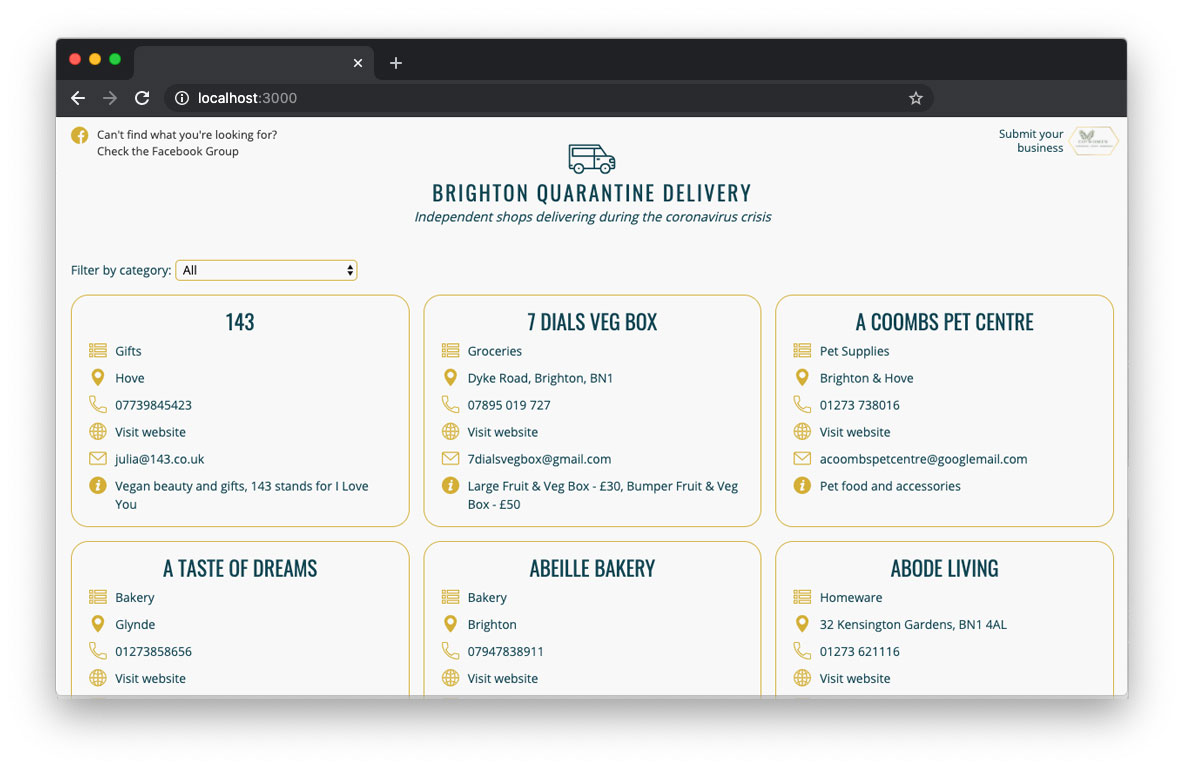 localhost:3000
Can't find what you're looking for?
Check the Facebook Group
Submit your
business
BRIGHTON QUARANTINE DELIVERY
Independent shops delivering during the coronavirus crisis
Filter by category: All
143
Gifts
Hove
07739845423
Visit website
julia@143.co.uk
Vegan beauty and gifts, 143 stands for I Love
You
7 DIALS VEG BOX
Groceries
Dyke Road, Brighton, BN1
07895 019 727
Visit website
7dialsvegbox@gmail.com
Large Fruit & Veg Box - £30, Bumper Fruit & Veg
Box - £50
A COOMBS PET CENTRE
Pet Supplies
Brighton & Hove
01273 738016
Visit website
acoombspetcentre@googlemail.com
Pet food and accessories
A TASTE OF DREAMS
Bakery
Glynde
01273858656
Visit website
ABEILLE BAKERY
Bakery
Brighton
07947838911
Visit website
ABODE LIVING
Homeware
32 Kensington Gardens, BN1 4AL
01273 621116
Visit website